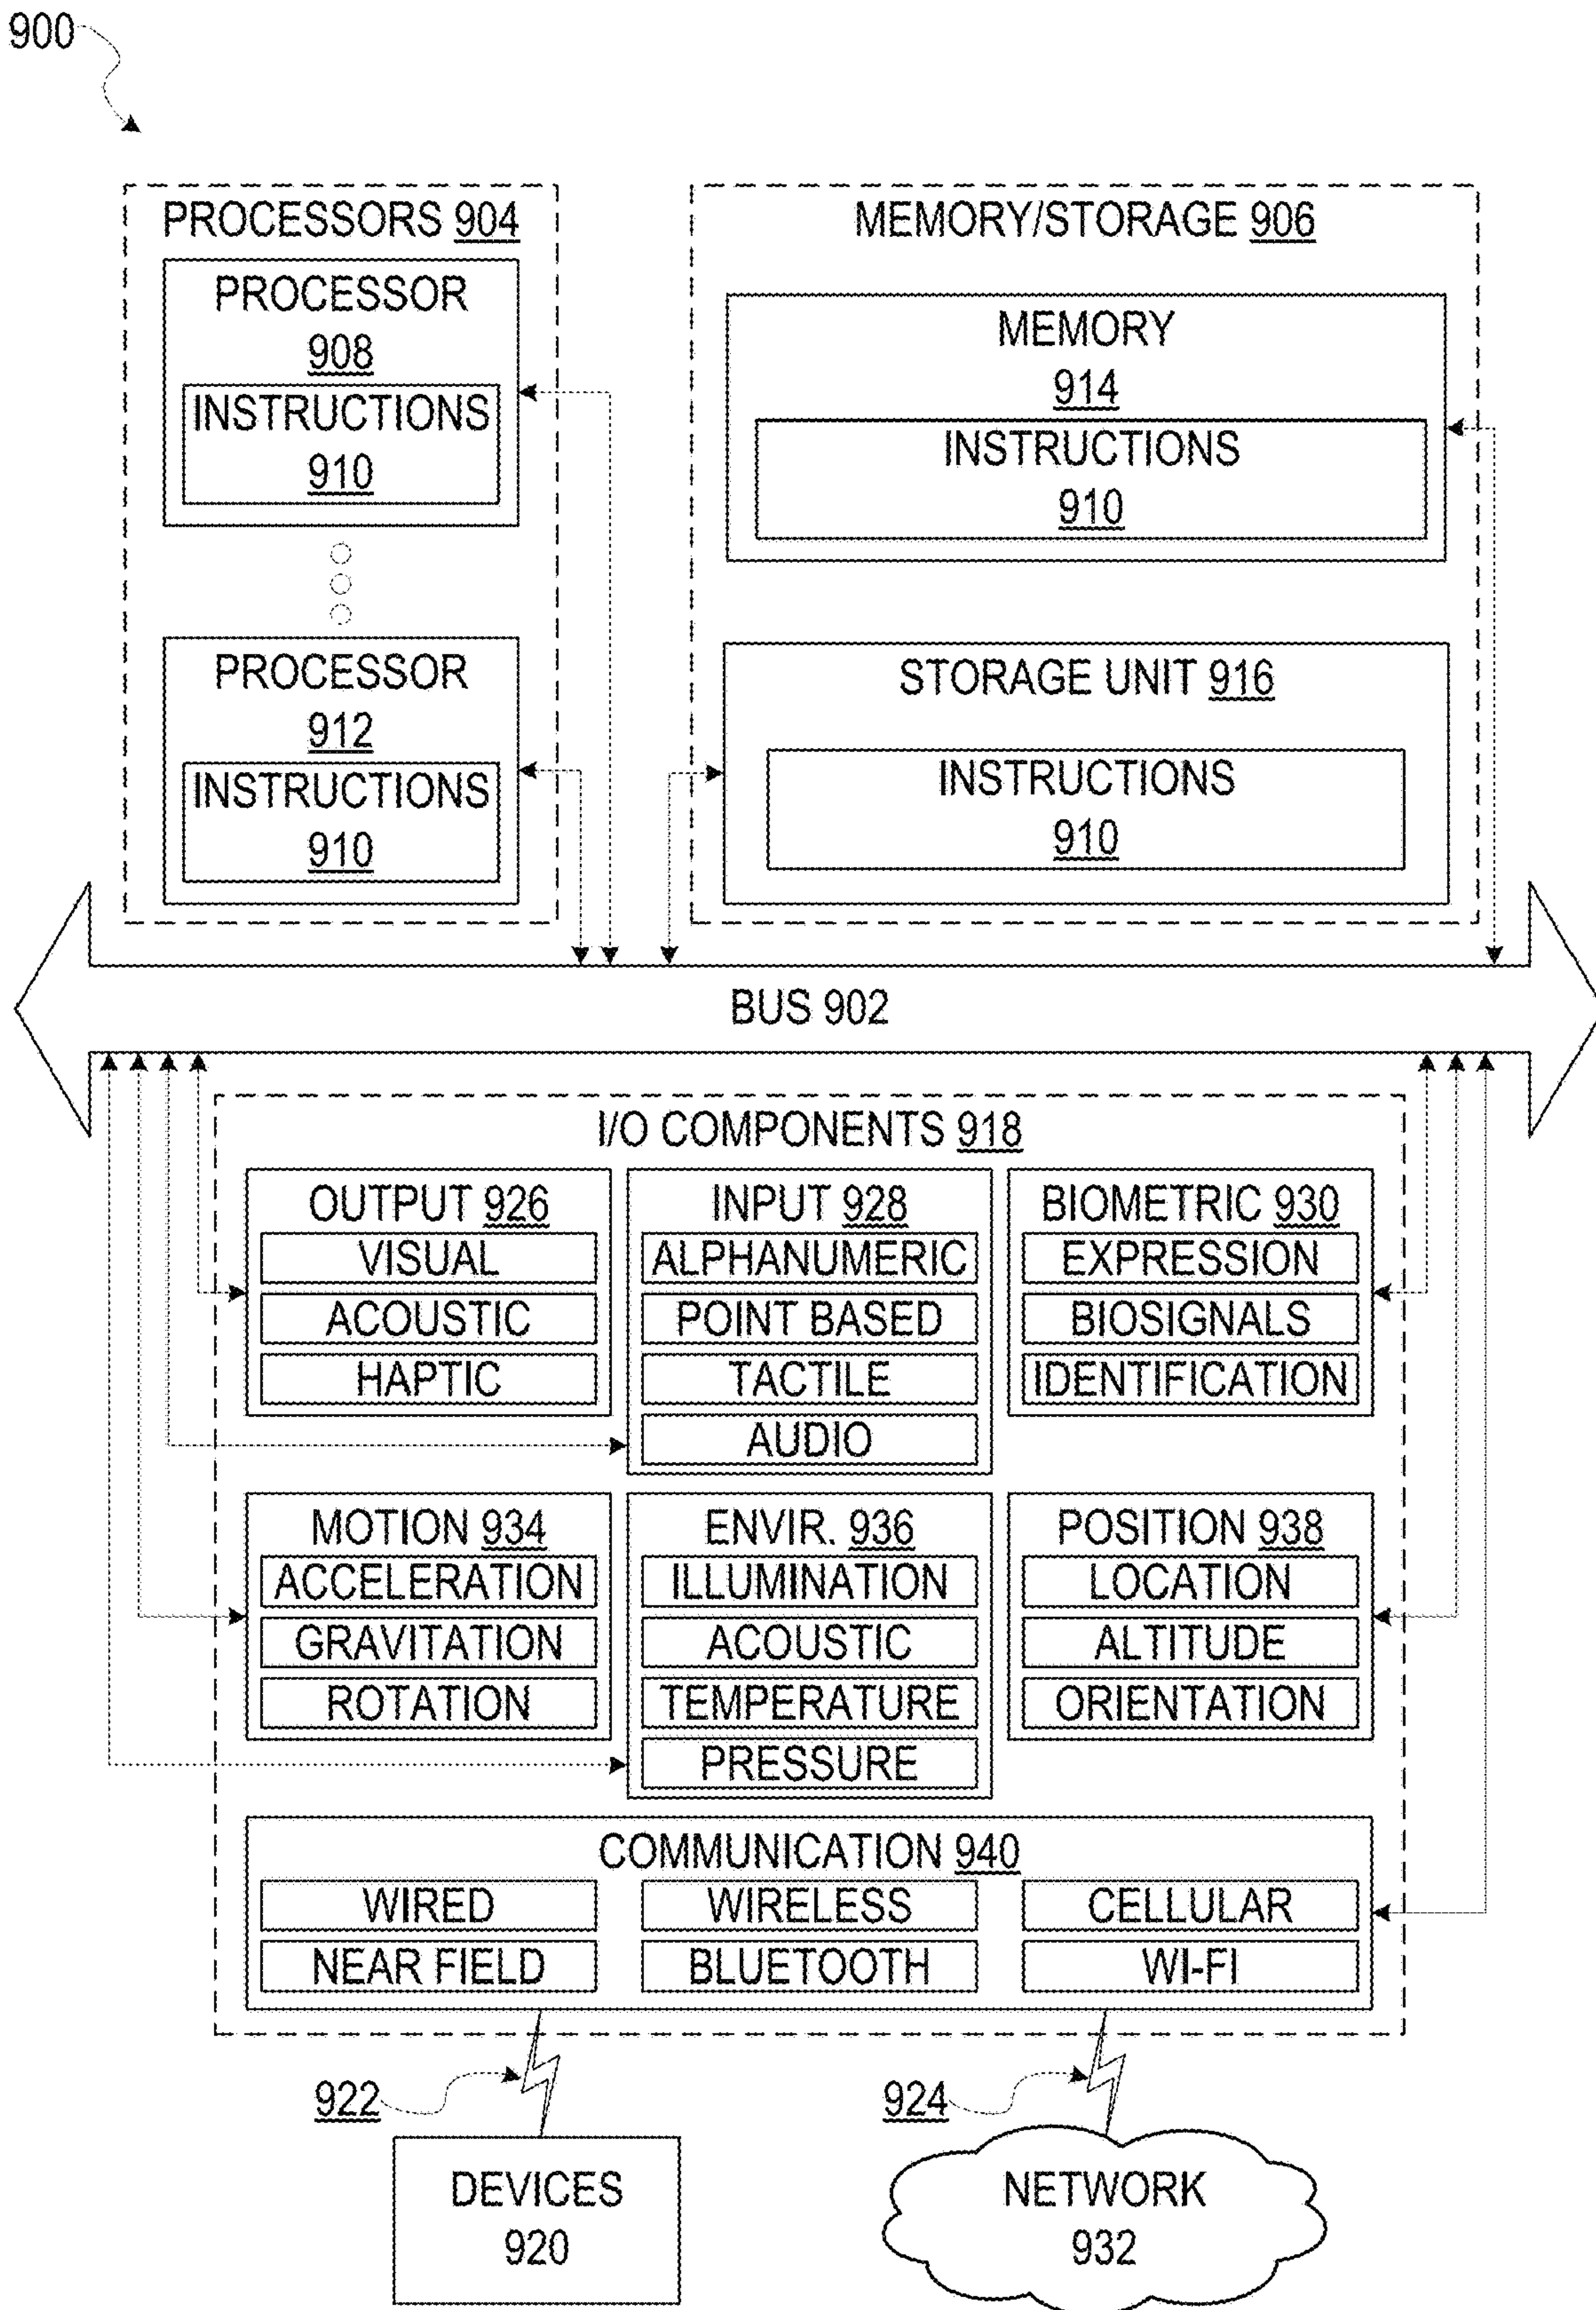 900
PROCESSORS 904
PROCESSOR
908
INSTRUCTIONS
910
PROCESSOR
912
INSTRUCTIONS
910
MEMORY/STORAGE 906
MEMORY
914
INSTRUCTIONS
910
STORAGE UNIT 916
INSTRUCTIONS
910
BUS 902
I/O COMPONENTS 918
OUTPUT 926
VISUAL
ACOUSTIC
HAPTIC
INPUT 928
ALPHANUMERIC
POINT BASED
TACTILE
AUDIO
BIOMETRIC 930
EXPRESSION
BIOSIGNALS
IDENTIFICATION
MOTION 934
ACCELERATION
GRAVITATION
ROTATION
ENVIR. 936
ILLUMINATION
ACOUSTIC
TEMPERATURE
PRESSURE
POSITION 938
LOCATION
ALTITUDE
ORIENTATION
COMMUNICATION 940
WIRED
WIRELESS
CELLULAR
NEAR FIELD
BLUETOOTH
WI-FI
922
924
DEVICES
920
NETWORK
932